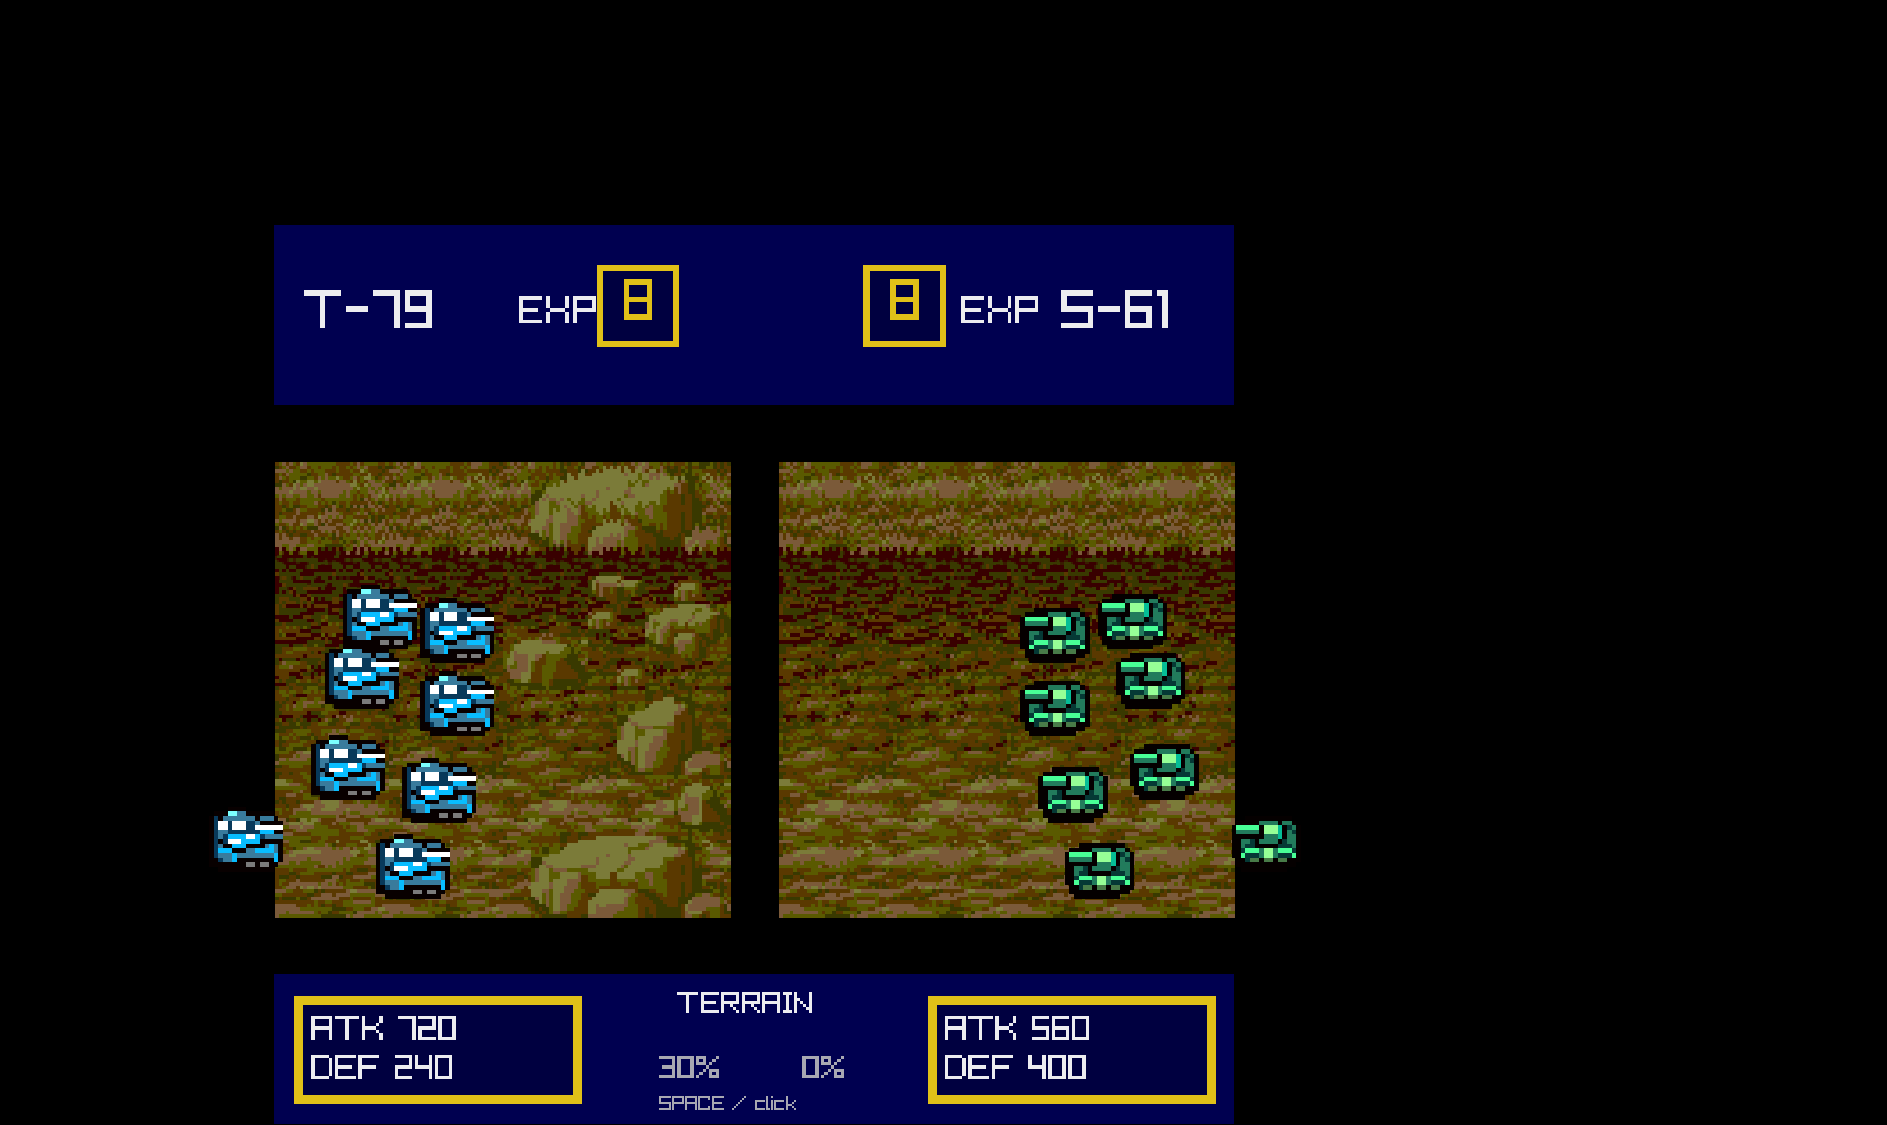 T-79 EXP 8 8 EXP S-61
TERRAIN
ATK 720
DEF 240
30% 0%
SPACE / click
ATK 560
DEF 400